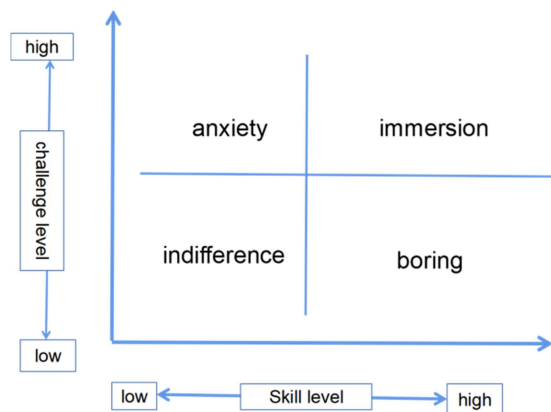 high
anxiety immersion
challenge level
indifference boring
low
low Skill level high